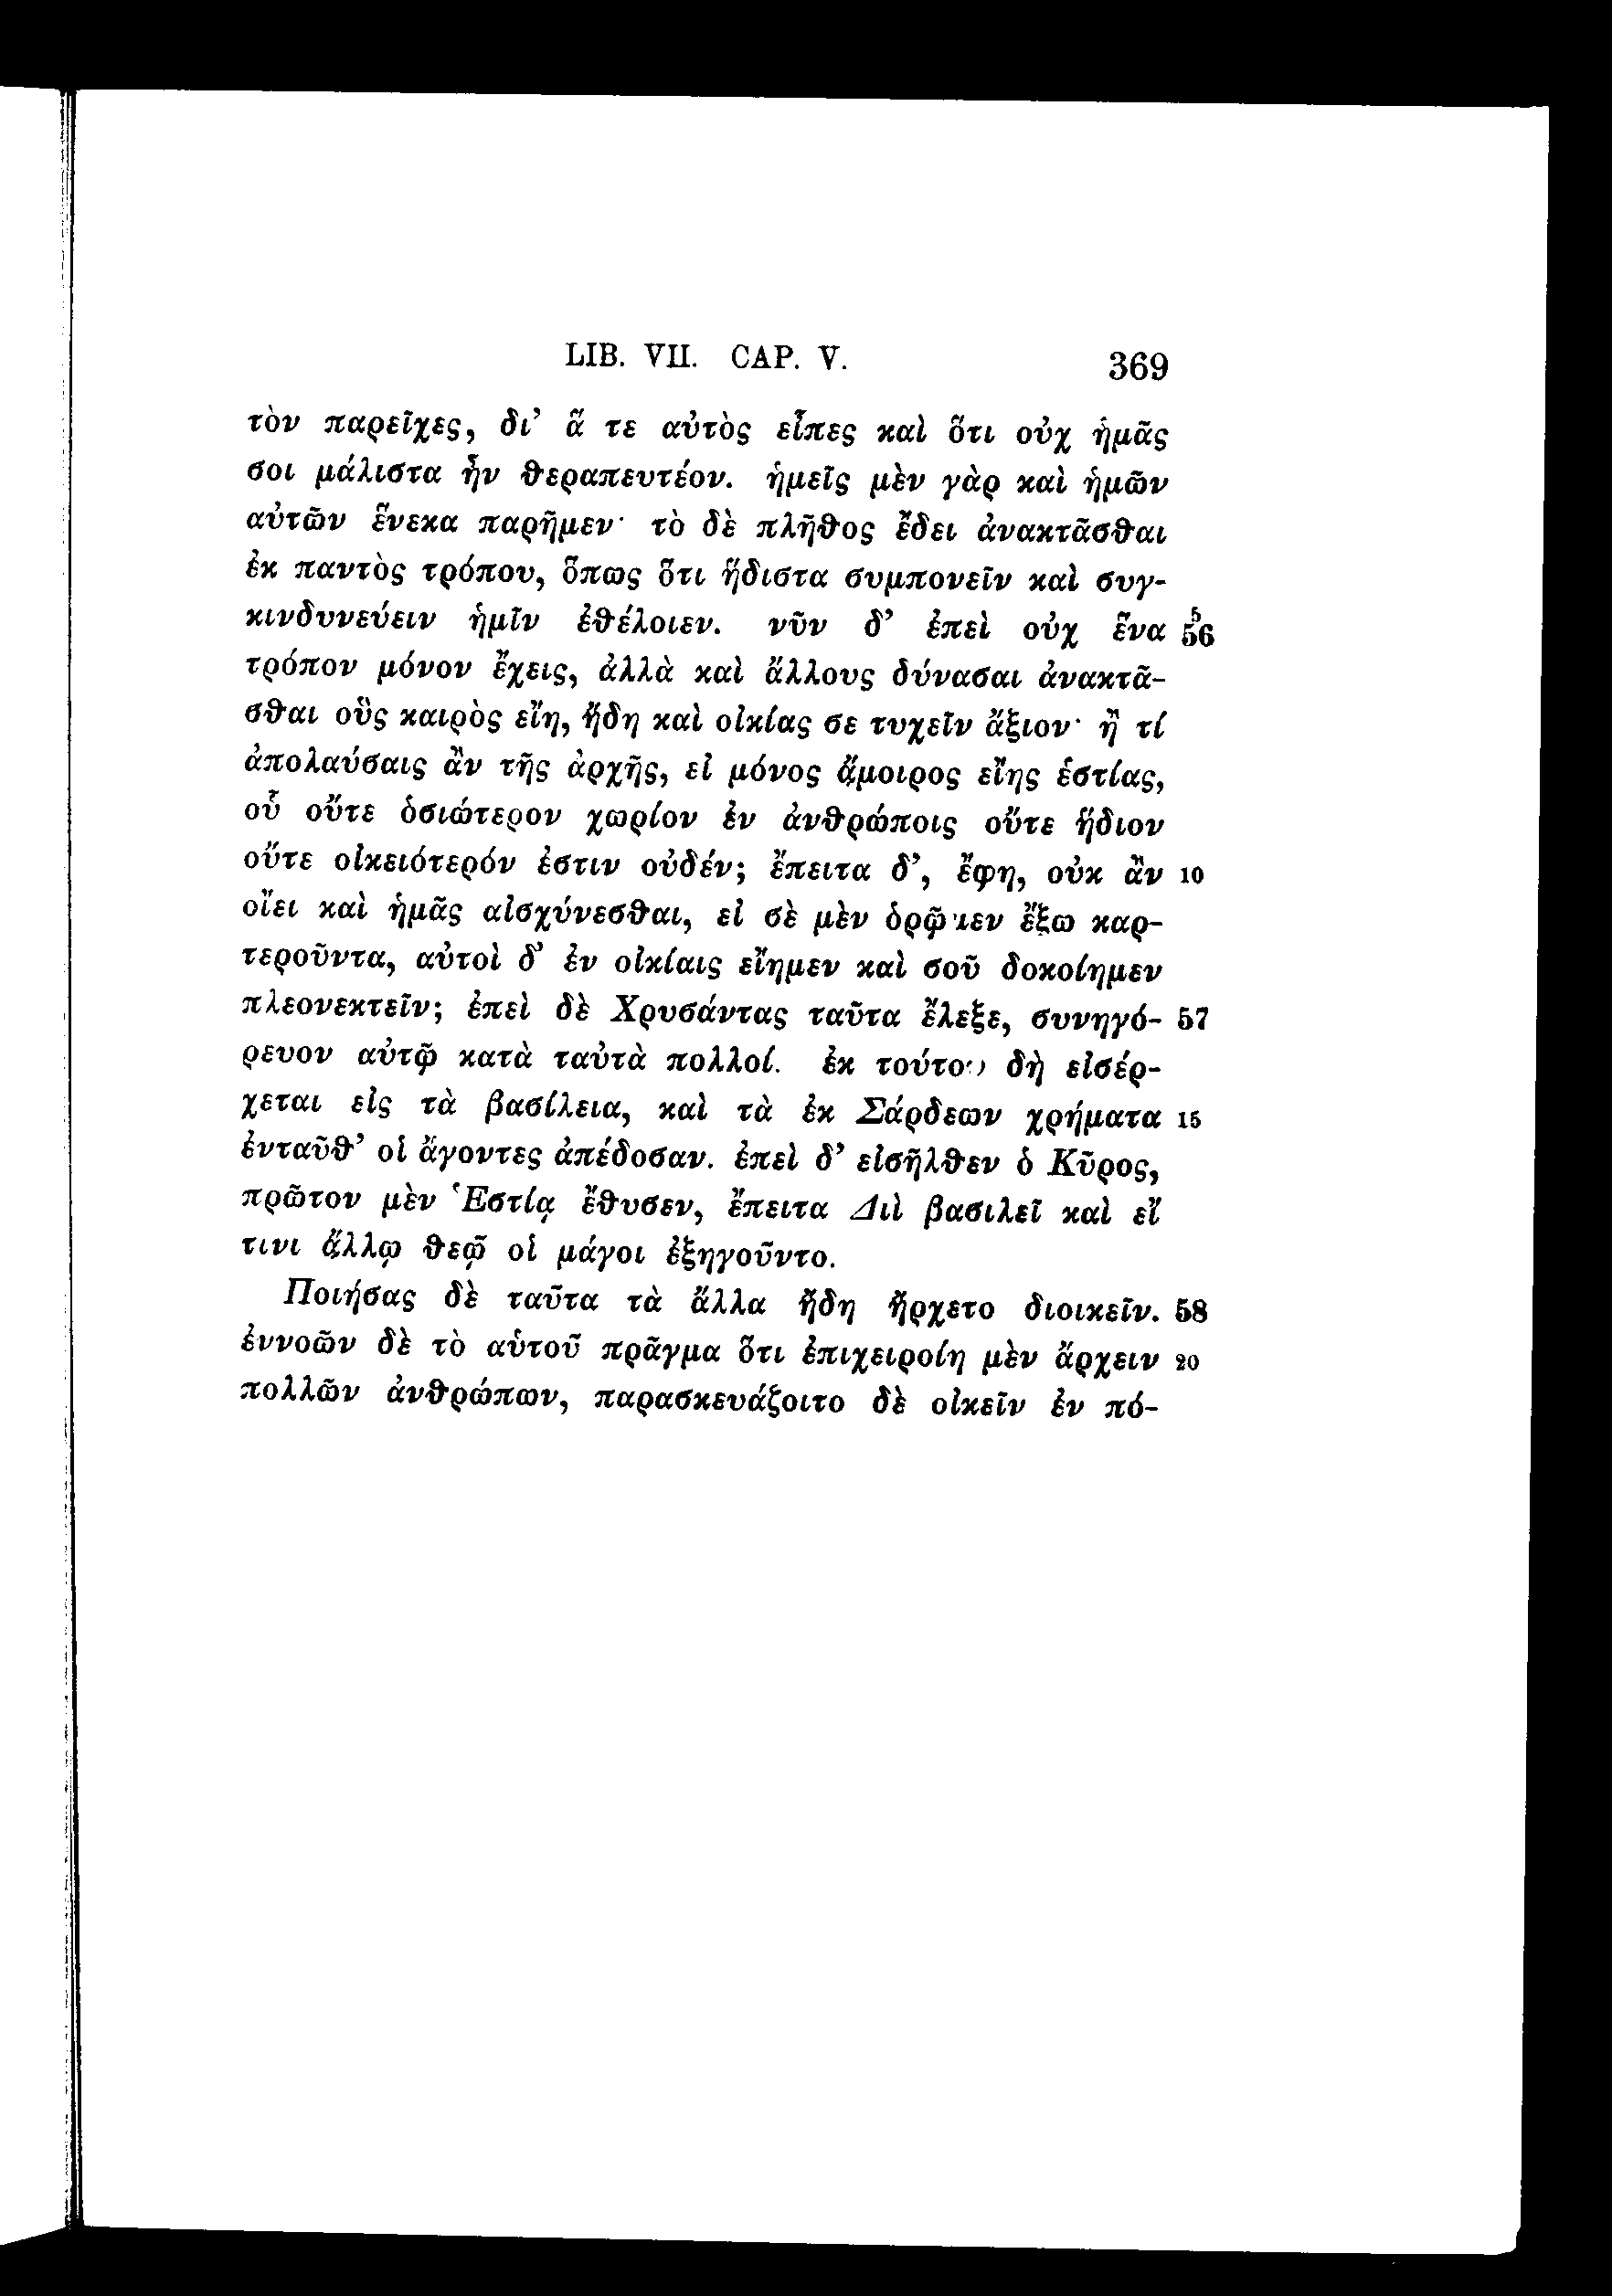 LIB. VII. CAP. V. 369
τὸν παρεῖχες, δι’ ἅ τε αὐτὸς εἶπες καὶ ὅτι οὐχ ἡμᾶς
σοι μάλιστα ἦν θεραπευτέον. ἡμεῖς μὲν γὰρ καὶ ἡμῶν
αὐτῶν ἕνεκα παρῆμεν· τὸ δὲ πλῆθος ἔδει ἀνακτᾶσθαι
ἐκ παντὸς τρόπου, ὅπως ὅτι ἥδιστα συμπονεῖν καὶ συγ-
κινδυνεύειν ἡμῖν ἐθέλοιεν. νῦν δ’ ἐπεὶ οὐχ ἕνα 5 56
τρόπον μόνον ἔχεις, ἀλλὰ καὶ ἄλλους δύνασαι ἀνακτᾶ-
σθαι οὓς καιρὸς εἴη, ἤδη καὶ οἰκίας σε τυχεῖν ἄξιον· ἢ τί
ἀπολαύσαις ἂν τῆς ἀρχῆς, εἰ μόνος ἄμοιρος εἴης ἑστίας,
οὗ οὔτε ὁσιώτερον χωρίον ἐν ἀνθρώποις οὔτε ἥδιον
οὔτε οἰκειότερόν ἐστιν οὐδέν; ἔπειτα δ’, ἔφη, οὐκ ἂν 10
οἴει καὶ ἡμᾶς αἰσχύνεσθαι, εἰ σὲ μὲν ὁρῷμεν ἔξω καρ-
τεροῦντα, αὐτοὶ δ’ ἐν οἰκίαις εἴημεν καὶ σοῦ δοκοίημεν
πλεονεκτεῖν; ἐπεὶ δὲ Χρυσάντας ταῦτα ἔλεξε, συνηγό- 57
ρευον αὐτῷ κατὰ ταὐτὰ πολλοί. ἐκ τούτου δὴ εἰσέρ-
χεται εἰς τὰ βασίλεια, καὶ τὰ ἐκ Σάρδεων χρήματα 15
ἐνταῦθ’ οἱ ἄγοντες ἀπέδοσαν. ἐπεὶ δ’ εἰσῆλθεν ὁ Κῦρος,
πρῶτον μὲν Ἑστίᾳ ἔθυσεν, ἔπειτα Διὶ βασιλεῖ καὶ εἴ
τινι ἄλλῳ θεῷ οἱ μάγοι ἐξηγοῦντο.
Ποιήσας δὲ ταῦτα τὰ ἄλλα ἤδη ἤρχετο διοικεῖν. 58
ἐννοῶν δὲ τὸ αὑτοῦ πρᾶγμα ὅτι ἐπιχειροίη μὲν ἄρχειν 20
πολλῶν ἀνθρώπων, παρασκευάζοιτο δὲ οἰκεῖν ἐν πό-